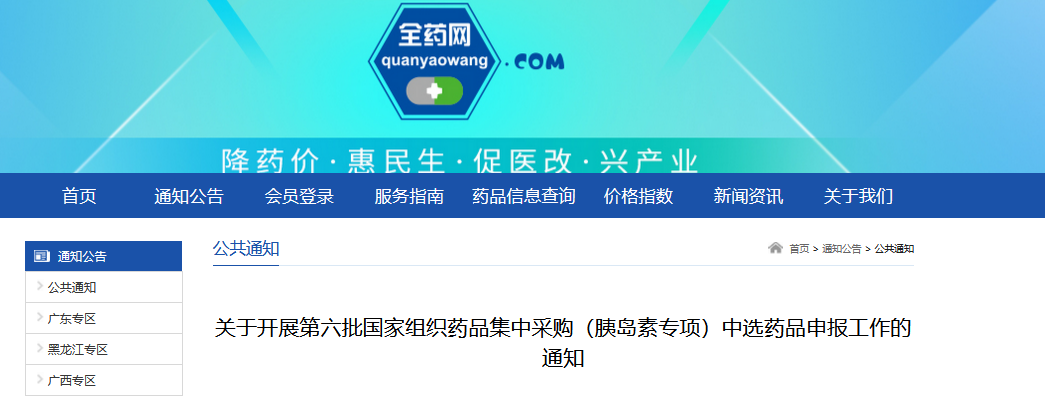 全药网
quanyaowang
.COM
降药价·惠民生·促医改·兴产业
首页 通知公告 会员登录 服务指南 药品信息查询 价格指数 新闻资讯 关于我们
通知公告
公共通知
广东专区
黑龙江专区
广西专区
公共通知
首页 > 通知公告 > 公共通知
关于开展第六批国家组织药品集中采购（胰岛素专项）中选药品申报工作的
通知